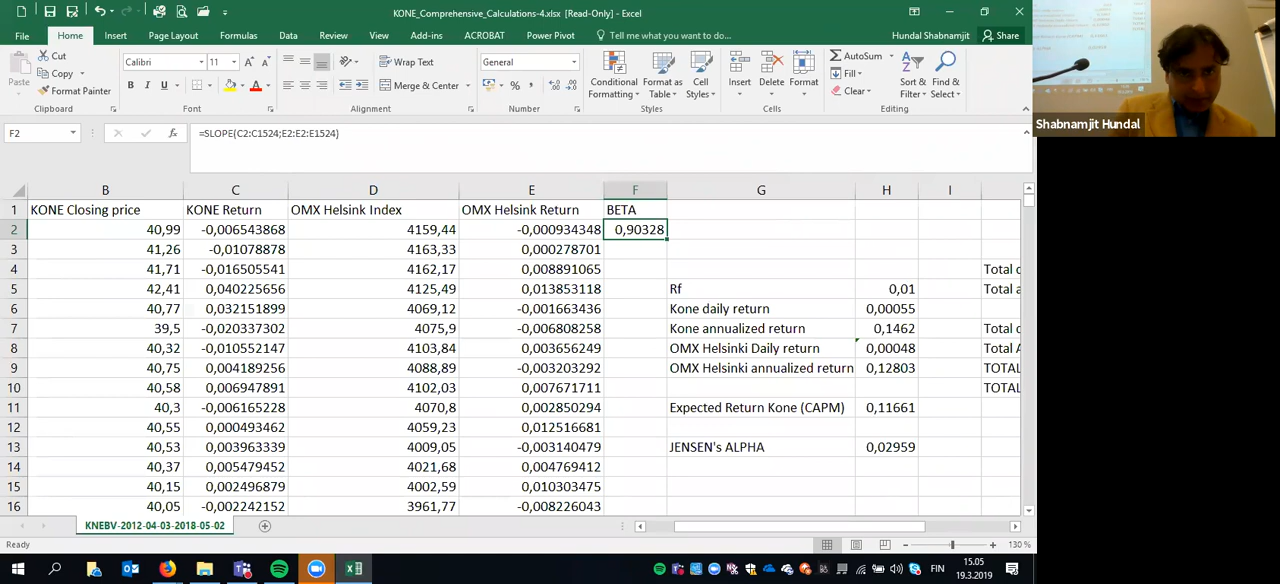 KONE_Comprehensive_Calculations-4.xlsx [Read-Only] - Excel
File Home Insert Page Layout Formulas Data Review View Add-ins ACROBAT Power Pivot Tell me what you want to do... Hundal Shabnamjit Share
Paste Cut Copy Format Painter Clipboard
Calibri 11 B I U Font
Wrap Text Merge & Center Alignment
General % Number
Conditional Formatting Format as Table Cell Styles Styles
Insert Delete Format Cells
AutoSum Fill Clear Sort & Filter Find & Select Editing
Shabnamjit Hundal
F2 fx =SLOPE(C2:C1524;E2:E2:E1524)
B C D E F G H I
1 KONE Closing price KONE Return OMX Helsink Index OMX Helsink Return BETA
2 40,99 -0,006543868 4159,44 -0,000934348 0,90328
3 41,26 -0,01078878 4163,33 0,000278701
4 41,71 -0,016505541 4162,17 0,008891065 Total
5 42,41 0,040225656 4125,49 0,013853118 Rf 0,01 Total
6 40,77 0,032151899 4069,12 -0,001663436 Kone daily return 0,00055
7 39,5 -0,020337302 4075,9 -0,006808258 Kone annualized return 0,1462 Total
8 40,32 -0,010552147 4103,84 0,003656249 OMX Helsinki Daily return 0,00048 Total
9 40,75 0,004189256 4088,89 -0,003203292 OMX Helsinki annualized return 0,12803 TOTAL
10 40,58 0,006947891 4102,03 0,007671711 TOTAL
11 40,3 -0,006165228 4070,8 0,002850294 Expected Return Kone (CAPM) 0,11661
12 40,55 0,000493462 4059,23 0,012516681
13 40,53 0,003963339 4009,05 -0,003140479 JENSEN's ALPHA 0,02959
14 40,37 0,005479452 4021,68 0,004769412
15 40,15 0,002496879 4002,59 0,010303475
16 40,05 -0,002242152 3961,77 -0,008226043
KNEBV-2012-04-03-2018-05-02
Ready 130 %
FIN 15.05
19.3.2019